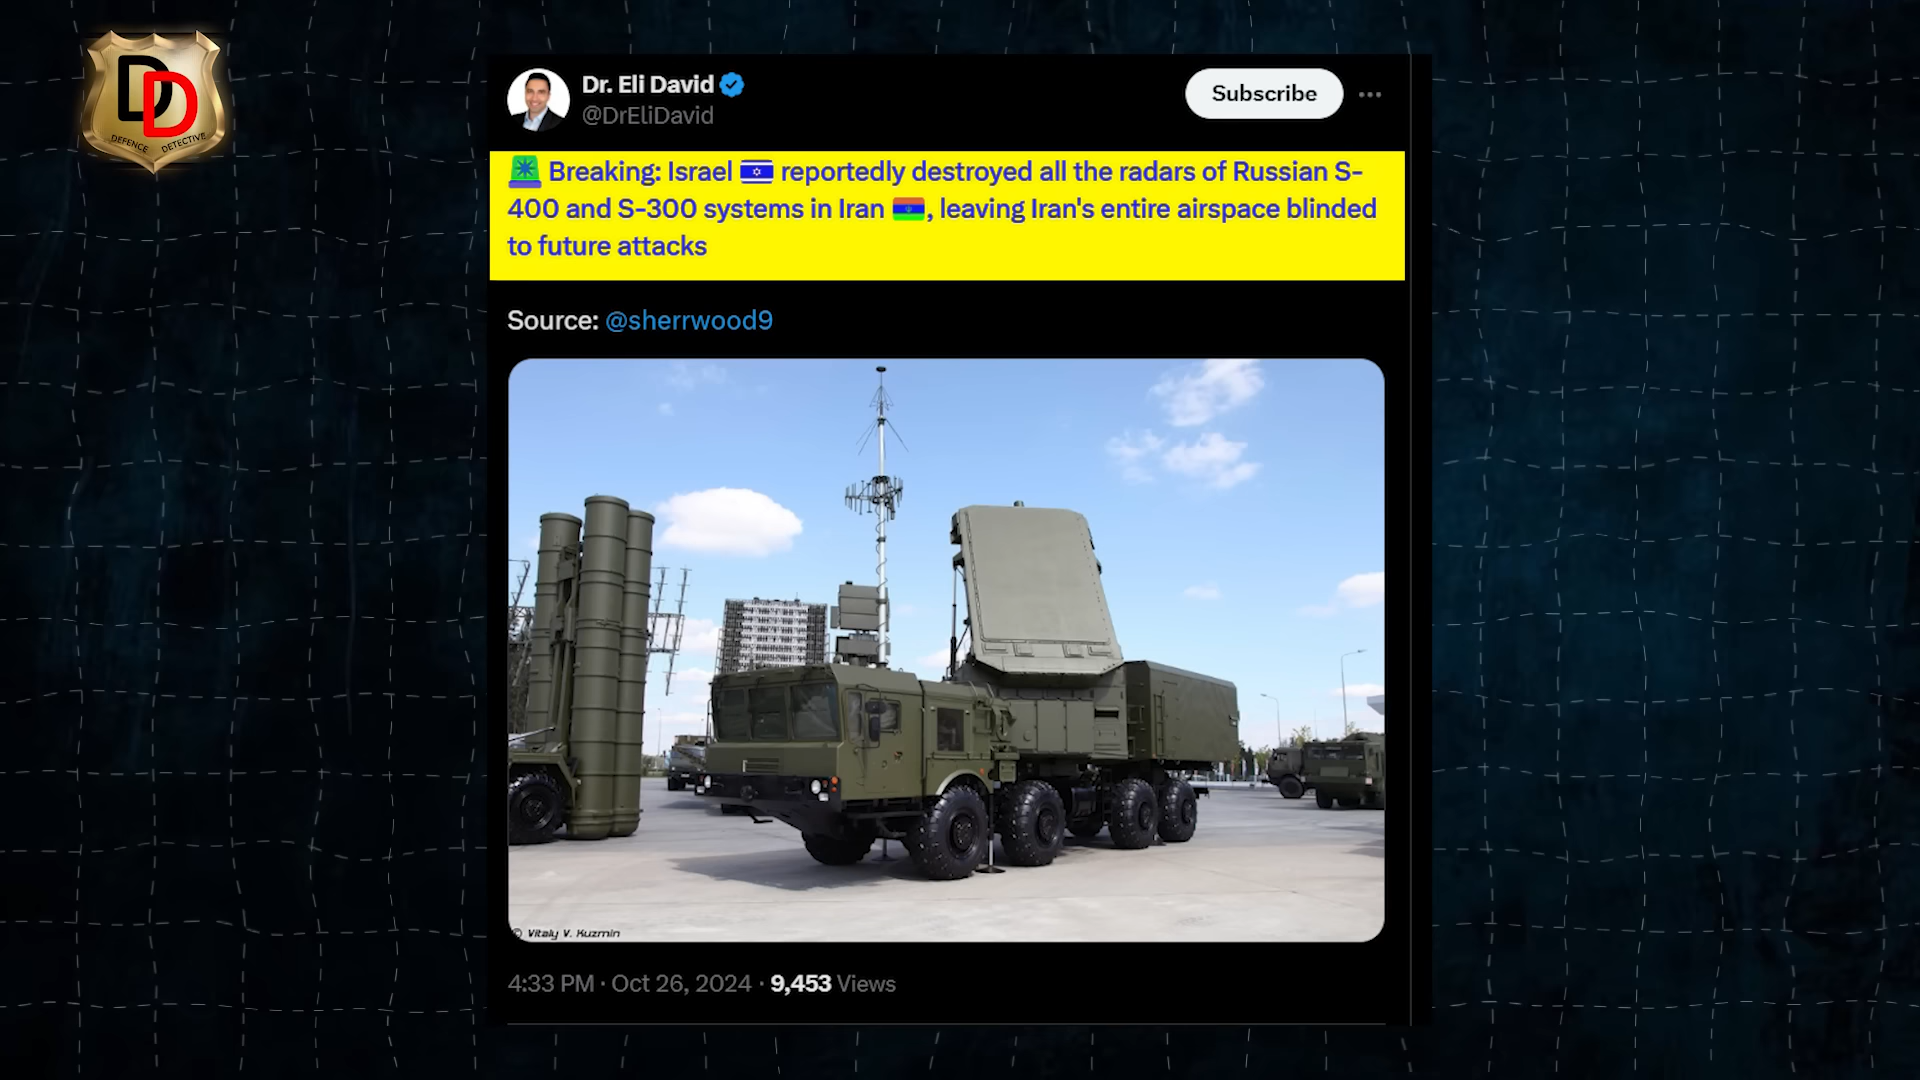 DD
DEFENCE DETECTIVE
Dr. Eli David
@DrEliDavid
Subscribe
Breaking: Israel reportedly destroyed all the radars of Russian S-
400 and S-300 systems in Iran , leaving Iran's entire airspace blinded
to future attacks
Source: @sherrwood9
© Vitaly V. Kuzmin
4:33 PM · Oct 26, 2024 · 9,453 Views